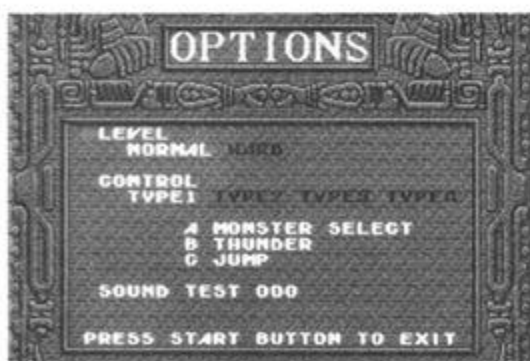 OPTIONS
LEVEL
NORMAL HARD
CONTROL
TYPE1 TYPE2 TYPE3 TYPE4
A MONSTER SELECT
B THUNDER
C JUMP
SOUND TEST 000
PRESS START BUTTON TO EXIT